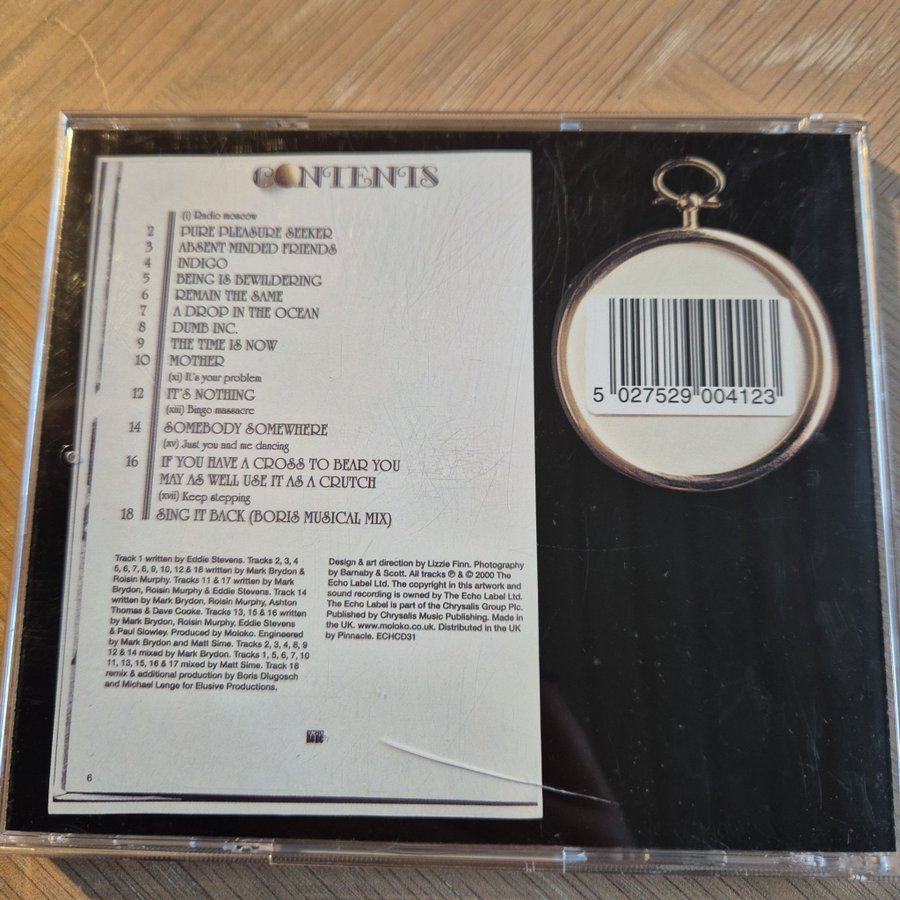 CONTENTS
(i) Radio moscow
2 PURE PLEASURE SEEKER
3 ABSENT MINDED FRIENDS
4 INDIGO
5 BEING IS BEWILDERING
6 REMAIN THE SAME
7 A DROP IN THE OCEAN
8 DUMB INC.
9 THE TIME IS NOW
10 MOTHER
(xi) It's your problem
12 IT'S NOTHING
(xiii) Bingo massacre
14 SOMEBODY SOMEWHERE
(xv) Just you and me dancing
16 IF YOU HAVE A CROSS TO BEAR YOU
MAY AS WELL USE IT AS A CRUTCH
(xvii) Keep stepping
18 SING IT BACK (BORIS MUSICAL MIX)
Track 1 written by Eddie Stevens. Tracks 2, 3, 4
5, 6, 7, 8, 9, 10, 12 & 16 written by Mark Brydon &
Roisin Murphy. Tracks 11 & 17 written by Mark
Brydon, Roisin Murphy & Eddie Stevens. Track 14
written by Mark Brydon, Roisin Murphy, Ashton
Thomas & Dave Cooke. Tracks 13, 15 & 16 written
by Mark Brydon, Roisin Murphy, Eddie Stevens
& Paul Slowley. Produced by Moloko. Engineered
by Mark Brydon and Matt Sime. Tracks 2, 3, 4, 8, 9
12 & 14 mixed by Mark Brydon. Tracks 1, 5, 6, 7, 10
11, 13, 15, 16 & 17 mixed by Matt Sime. Track 18
remix & additional production by Boris Dlugosch
and Michael Lange for Elusive Productions.
Design & art direction by Lizzie Finn. Photography
by Barnaby & Scott. All tracks ℗ & © 2000 The
Echo Label Ltd. The copyright in this artwork and
sound recording is owned by The Echo Label Ltd.
The Echo Label is part of the Chrysalis Group Plc.
Published by Chrysalis Music Publishing. Made in
the UK. www.moloko.co.uk. Distributed in the UK
by Pinnacle. ECHCD31
6
5 027529 004123